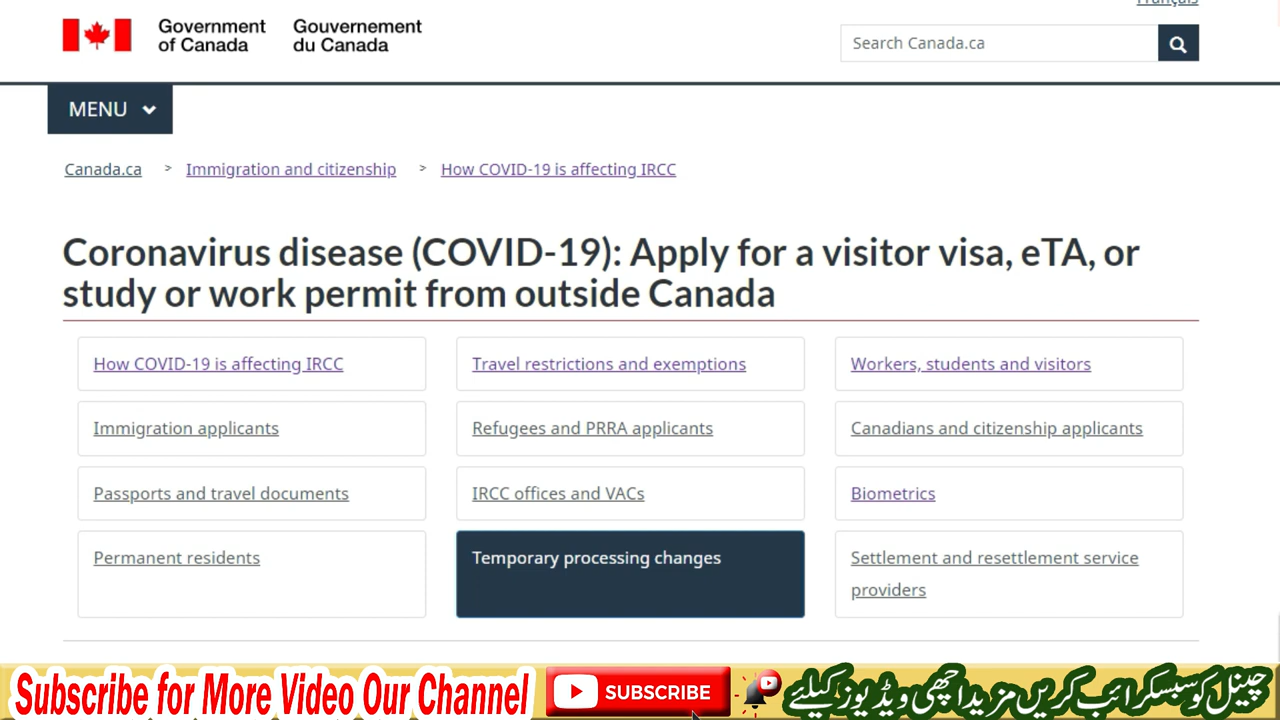 Français
Government of Canada
Gouvernement du Canada
Search Canada.ca
MENU
Canada.ca > Immigration and citizenship > How COVID-19 is affecting IRCC
Coronavirus disease (COVID-19): Apply for a visitor visa, eTA, or
study or work permit from outside Canada
How COVID-19 is affecting IRCC
Travel restrictions and exemptions
Workers, students and visitors
Immigration applicants
Refugees and PRRA applicants
Canadians and citizenship applicants
Passports and travel documents
IRCC offices and VACs
Biometrics
Permanent residents
Temporary processing changes
Settlement and resettlement service
providers
Subscribe for More Video Our Channel
SUBSCRIBE
چینل کو سبسکرائب کریں مزید اچھی ویڈیوز کیلئے